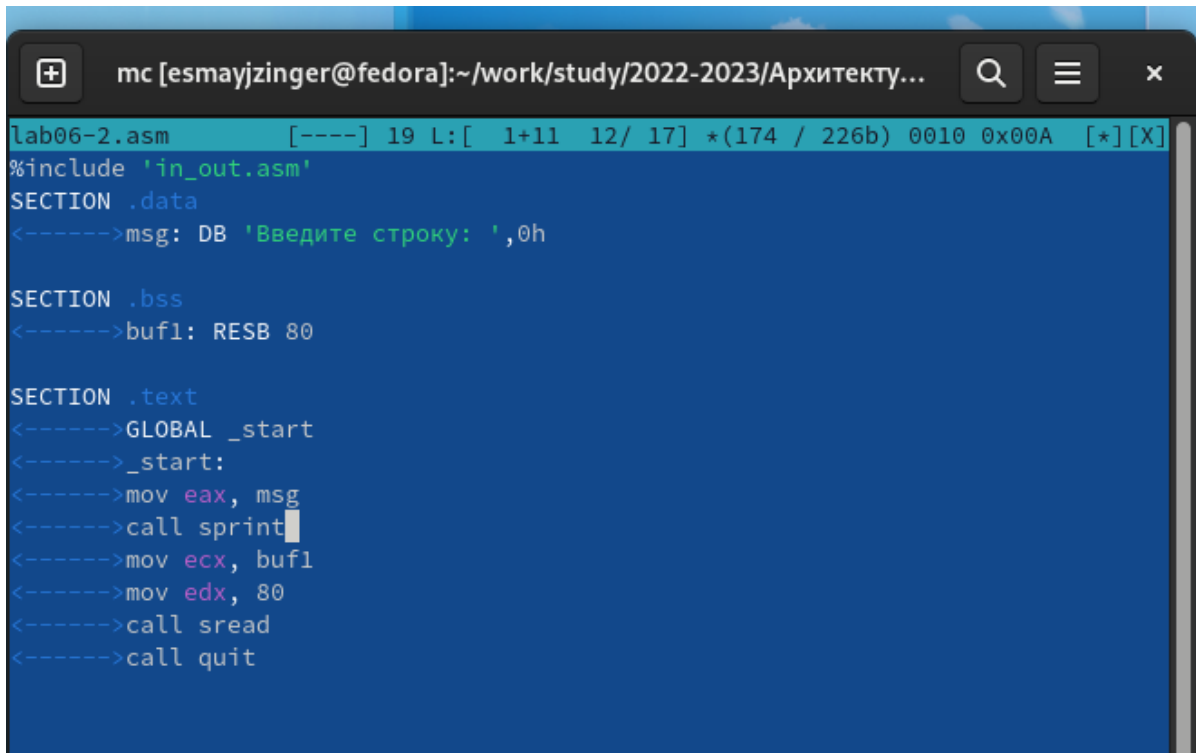 mc [esmayjzinger@fedora]:~/work/study/2022-2023/Архитекту...
lab06-2.asm [----] 19 L:[ 1+11 12/ 17] *(174 / 226b) 0010 0x00A [*][X]
%include 'in_out.asm'
SECTION .data
<------>msg: DB 'Введите строку: ',0h
SECTION .bss
<------>buf1: RESB 80
SECTION .text
<------>GLOBAL _start
<------>_start:
<------>mov eax, msg
<------>call sprint
<------>mov ecx, buf1
<------>mov edx, 80
<------>call sread
<------>call quit